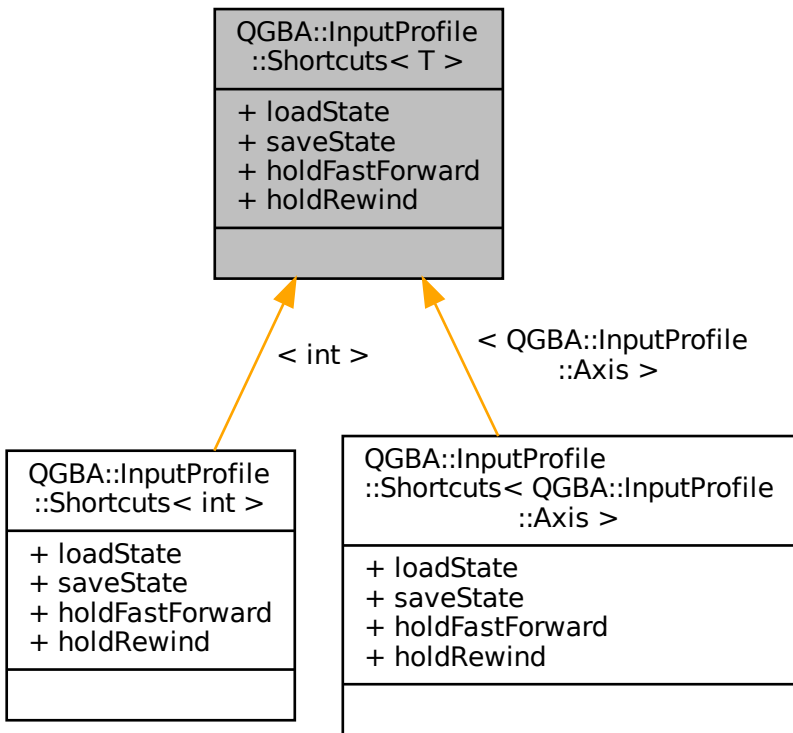 QGBA::InputProfile
::Shortcuts< T >
+ loadState
+ saveState
+ holdFastForward
+ holdRewind
< int >
< QGBA::InputProfile
::Axis >
QGBA::InputProfile
::Shortcuts< int >
+ loadState
+ saveState
+ holdFastForward
+ holdRewind
QGBA::InputProfile
::Shortcuts< QGBA::InputProfile
::Axis >
+ loadState
+ saveState
+ holdFastForward
+ holdRewind